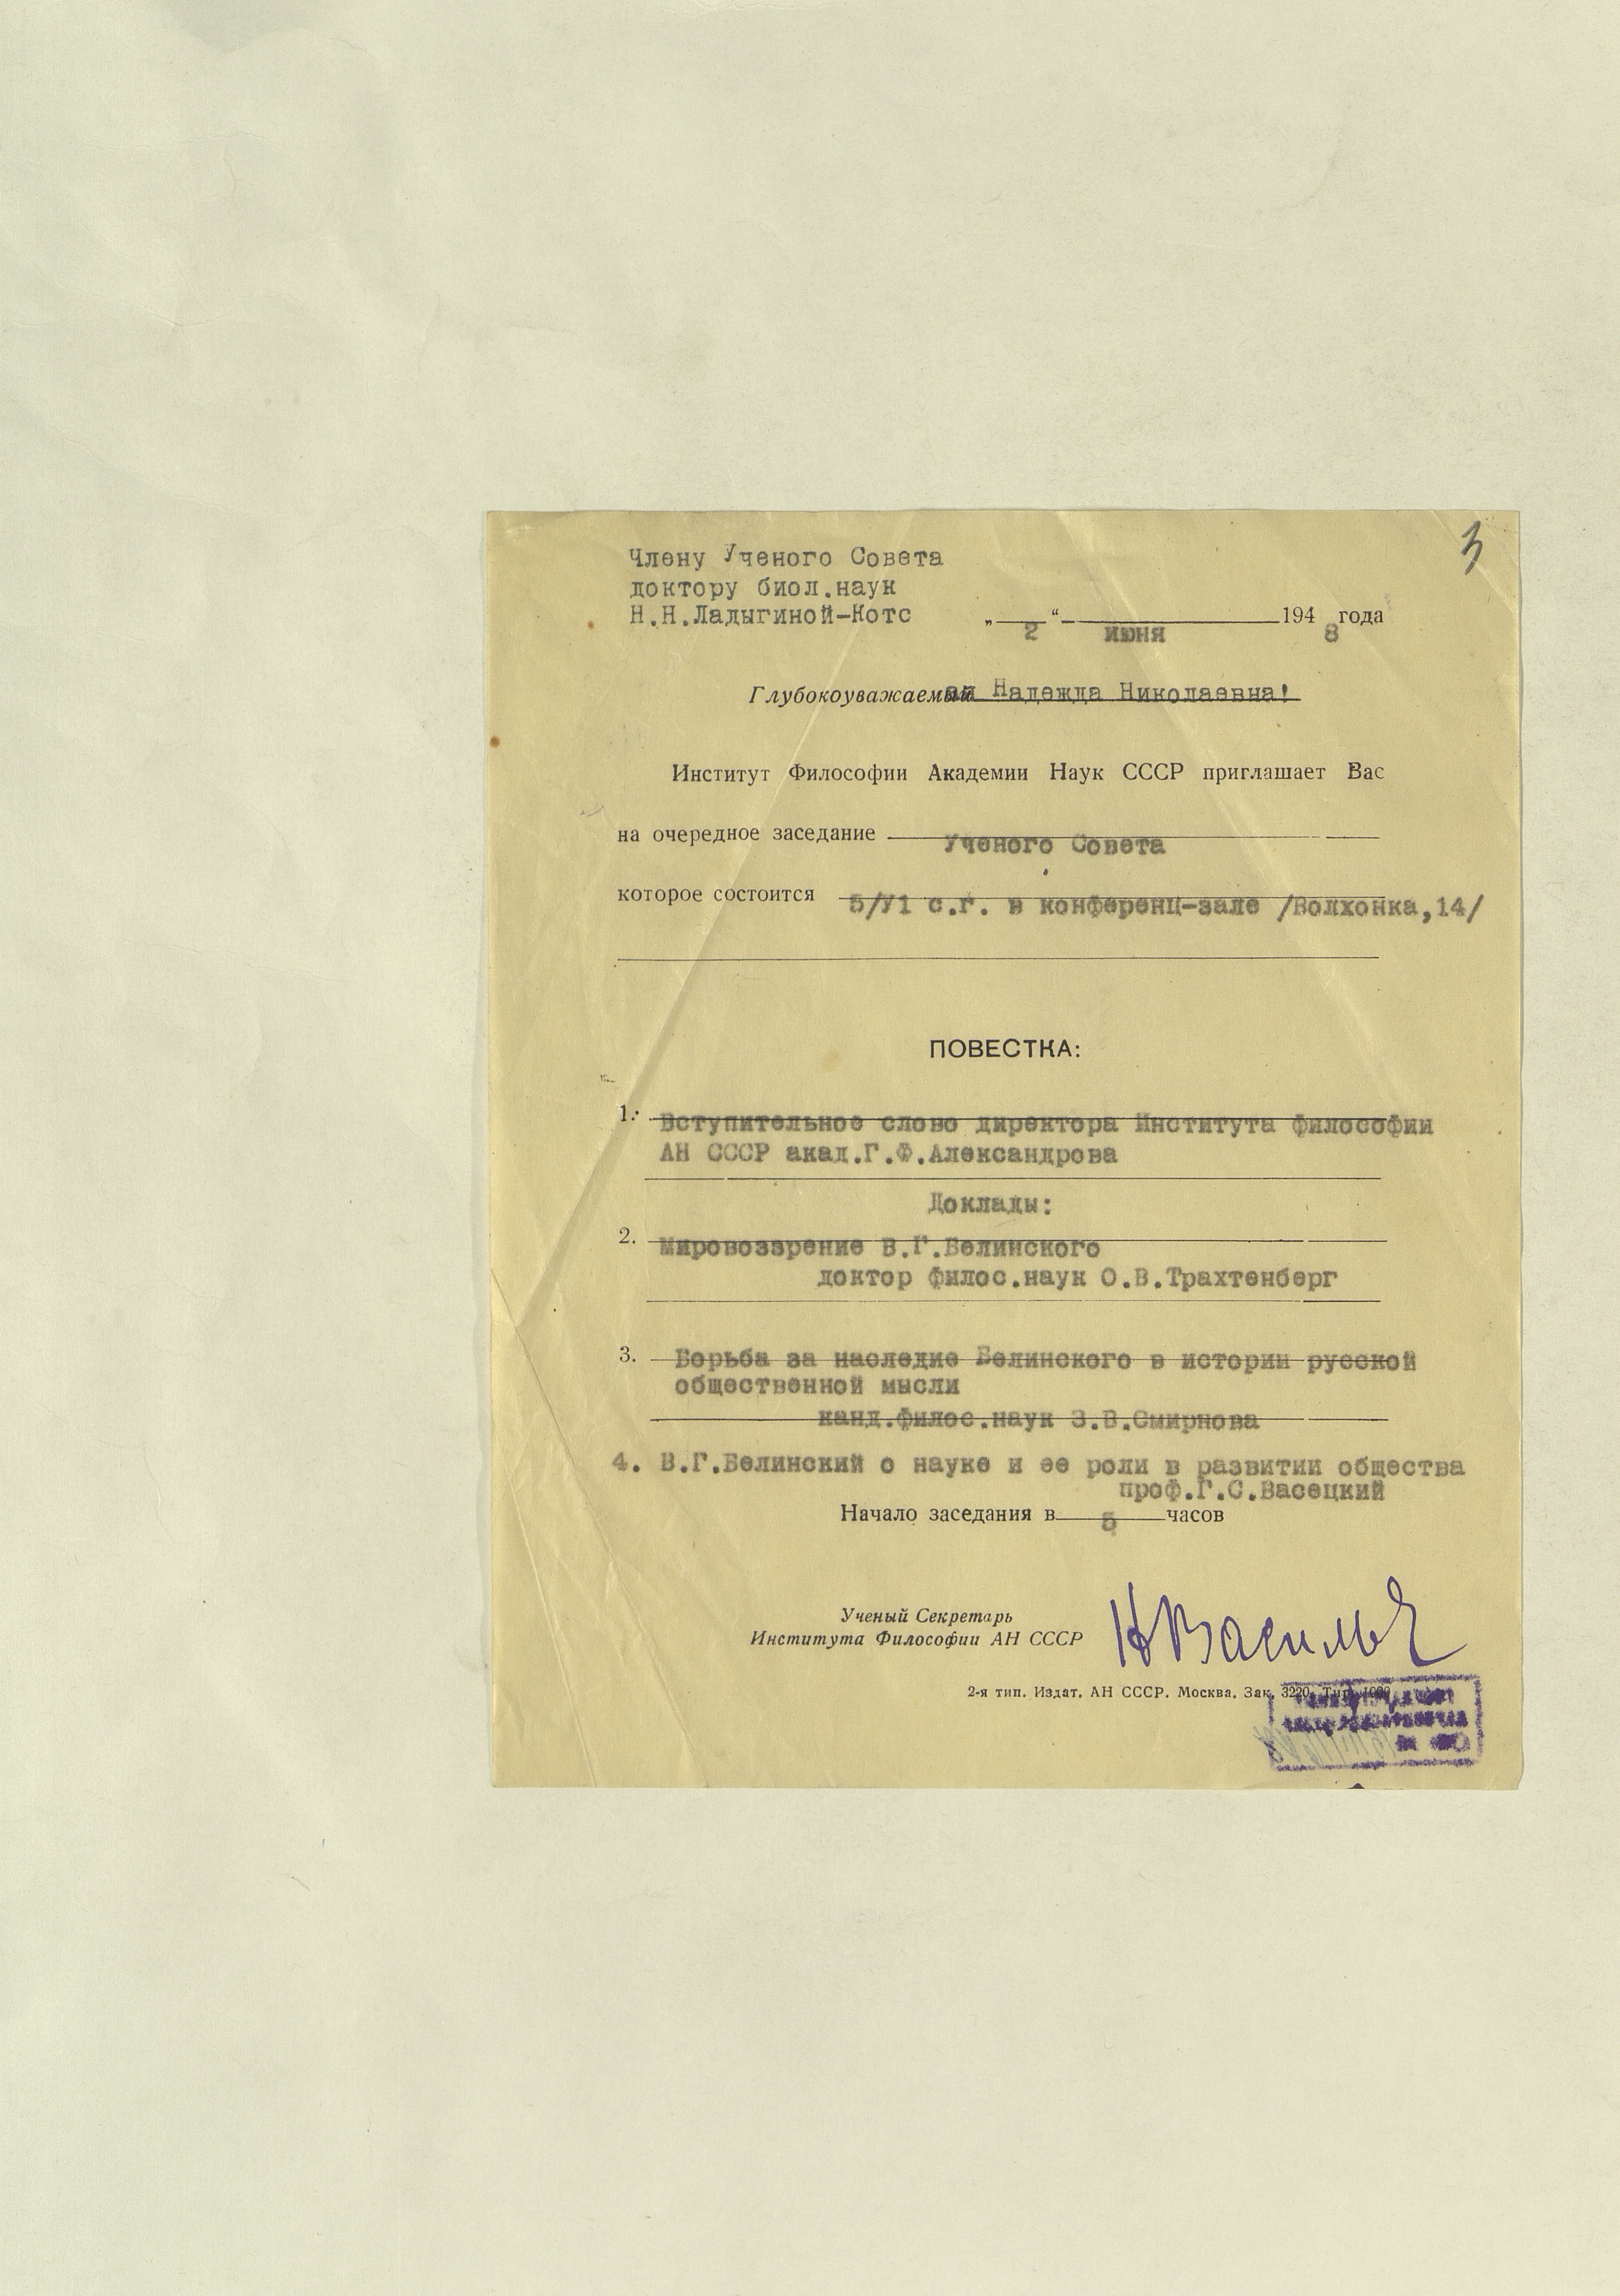 3
Члену Ученого Совета
доктору биол.наук
Н.Н.Ладыгиной-Котс
„ 2 “ июня 1948 года
Глубокоуважаемая Надежда Николаевна!
Институт Философии Академии Наук СССР приглашает Вас
на очередное заседание Ученого Совета
которое состоится 5/У1 с.г. в конференц-зале /Волхонка,14/
ПОВЕСТКА:
1. Вступительное слово директора Института философии
АН СССР акад.Г.Ф.Александрова
Доклады:
2. Мировоззрение В.Г.Белинского
доктор филос.наук О.В.Трахтенберг
3. Борьба за наследие Белинского в истории русской
общественной мысли
канд.филос.наук З.В.Смирнова
4. В.Г.Белинский о науке и ее роли в развитии общества
проф.Г.С.Васецкий
Начало заседания в 5 часов
Ученый Секретарь
Института Философии АН СССР
2-я тип. Издат. АН СССР. Москва. Зак. 3220. Тир. 1000